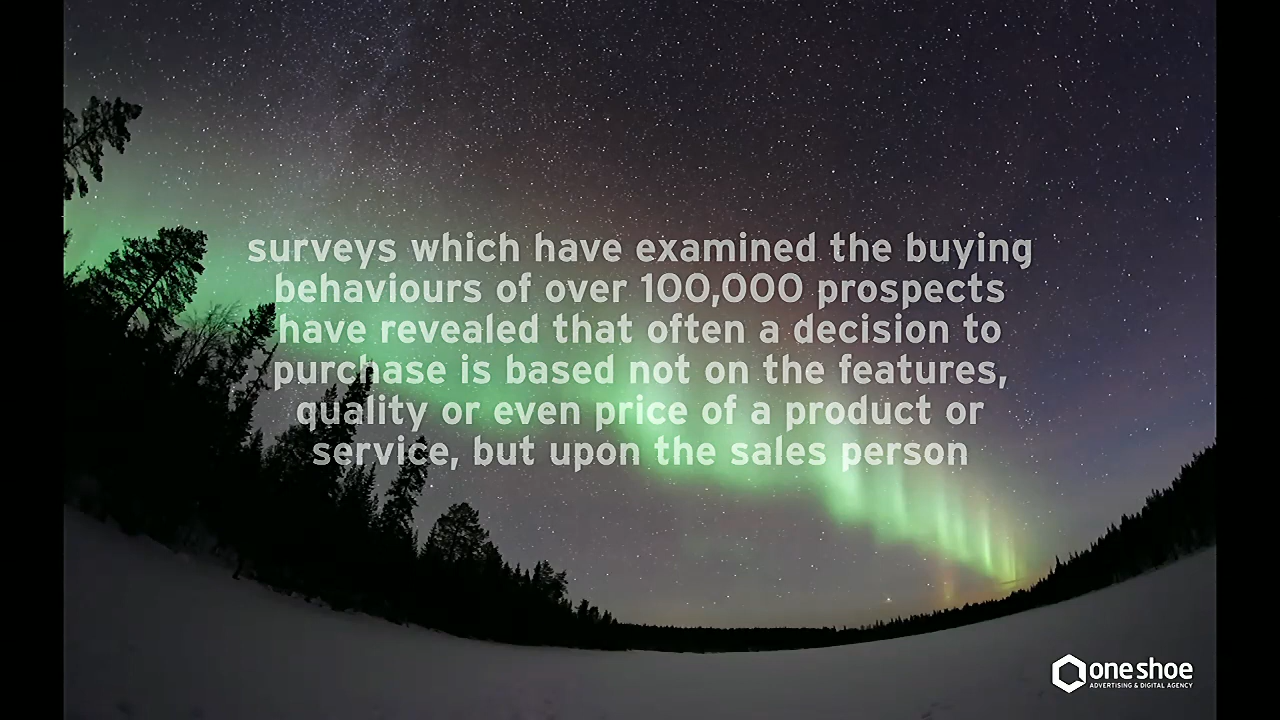 surveys which have examined the buying
behaviours of over 100,000 prospects
have revealed that often a decision to
purchase is based not on the features,
quality or even price of a product or
service, but upon the sales person
one shoe
ADVERTISING & DIGITAL AGENCY